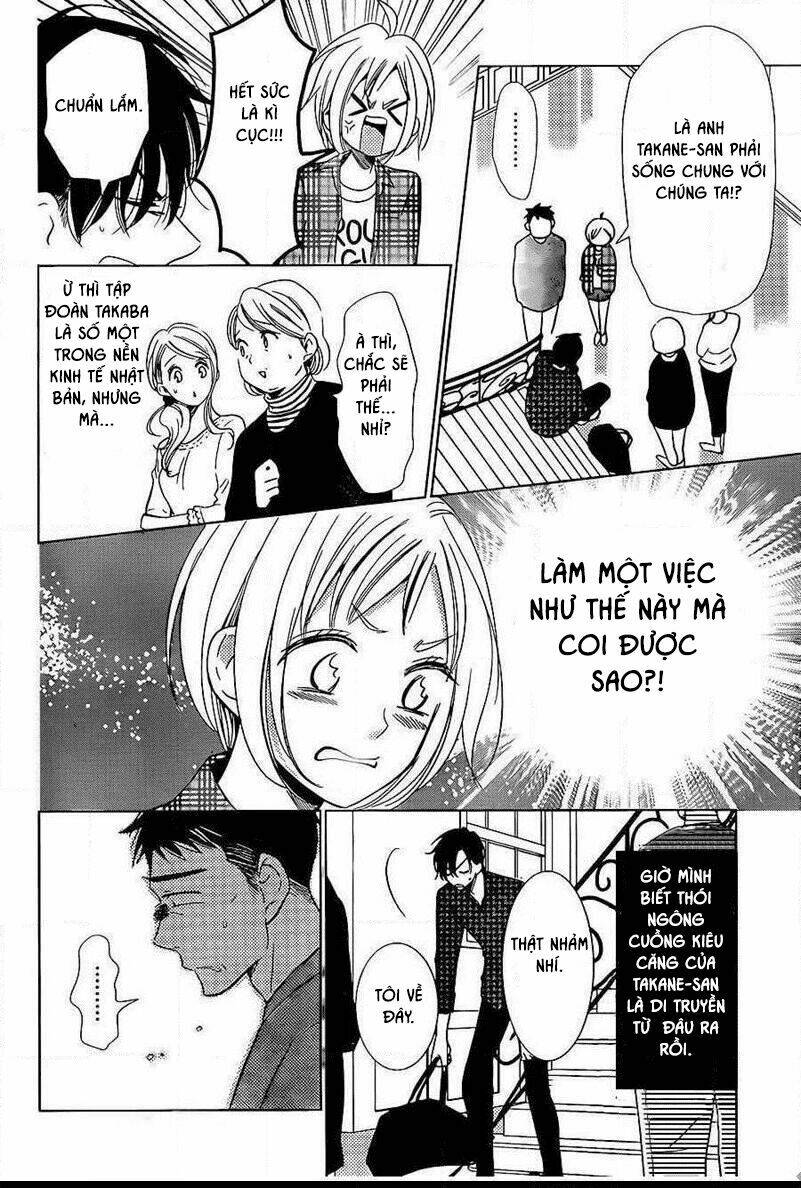 LÀ ANH
TAKANE-SAN PHẢI
SỐNG CHUNG VỚI
CHÚNG TA!?
........
HẾT SỨC
LÀ KÌ
CỤC!!!
CHUẨN LẮM.
À THÌ,
CHẮC SẼ
PHẢI
THẾ...
NHỈ?
Ừ THÌ TẬP
ĐOÀN TAKABA
LÀ SỐ MỘT
TRONG NỀN
KINH TẾ NHẬT
BẢN, NHƯNG
MÀ...
LÀM MỘT VIỆC
NHƯ THẾ NÀY MÀ
COI ĐƯỢC
SAO?!
GIỜ MÌNH
BIẾT THÓI
NGÔNG
CUỒNG KIÊU
CĂNG CỦA
TAKANE-SAN
LÀ DI TRUYỀN
TỪ ĐÂU RA
RỒI.
THẬT NHẢM
NHÍ.
TÔI VỀ
ĐÂY.
........